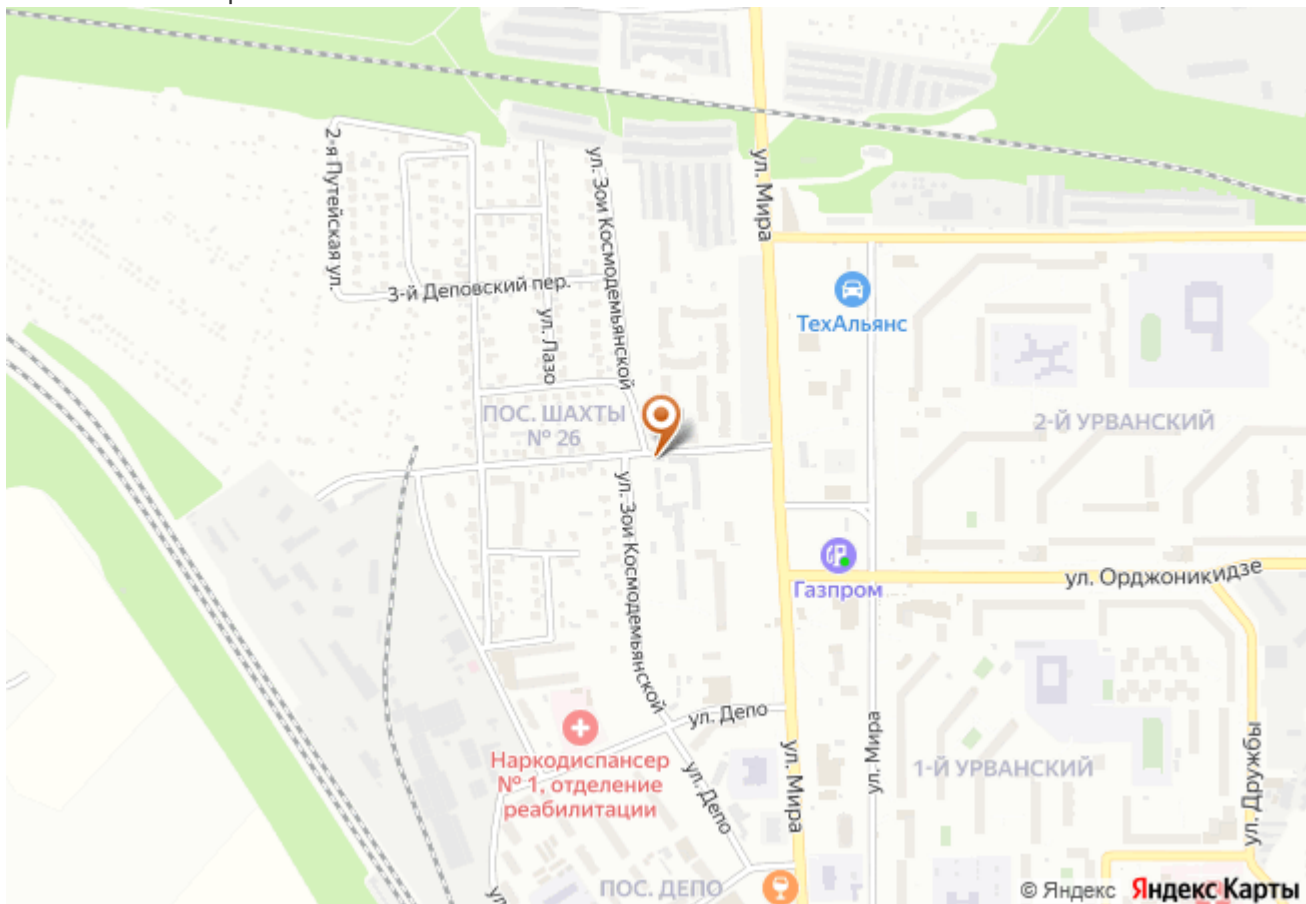 2-я Путейская ул.
ул. Зои Космодемьянской
ул. Мира
3-й Деповский пер.
ул. Лазо
ТехАльянс
ПОС. ШАХТЫ
№ 26
2-Й УРВАНСКИЙ
ул. Зои Космодемьянской
Газпром
ул. Орджоникидзе
ул. Депо
Наркодиспансер
№ 1, отделение
реабилитации
ул. Депо
ул. Мира
ул. Мира
1-Й УРВАНСКИЙ
ул. Дружбы
ПОС. ДЕПО
© Яндекс Яндекс Карты